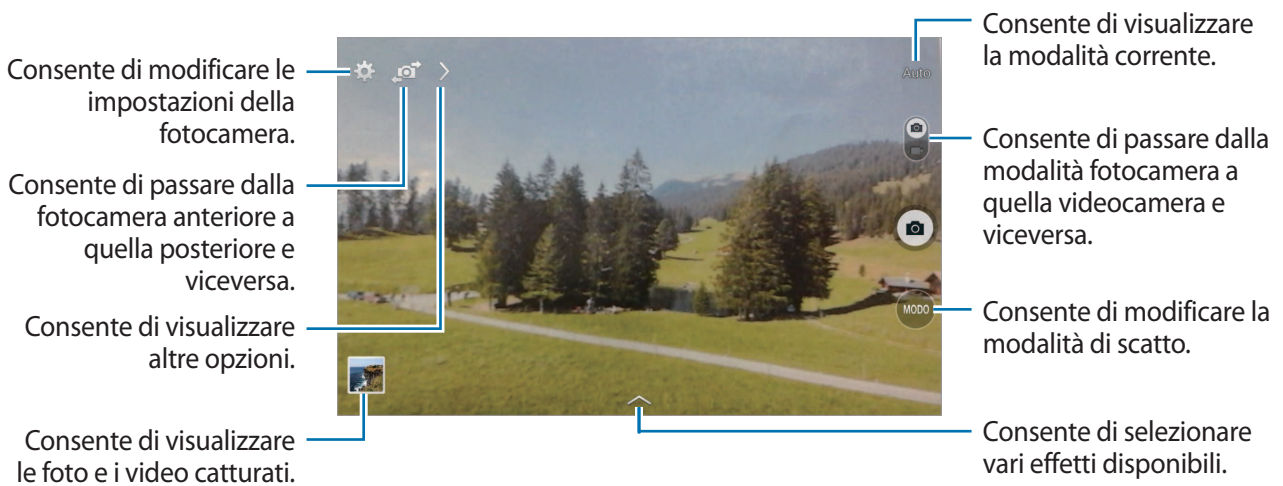 Consente di modificare le
impostazioni della
fotocamera.
Consente di passare dalla
fotocamera anteriore a
quella posteriore e
viceversa.
Consente di visualizzare
altre opzioni.
Consente di visualizzare
le foto e i video catturati.
Auto
MODO
Consente di visualizzare
la modalità corrente.
Consente di passare dalla
modalità fotocamera a
quella videocamera e
viceversa.
Consente di modificare la
modalità di scatto.
Consente di selezionare
vari effetti disponibili.